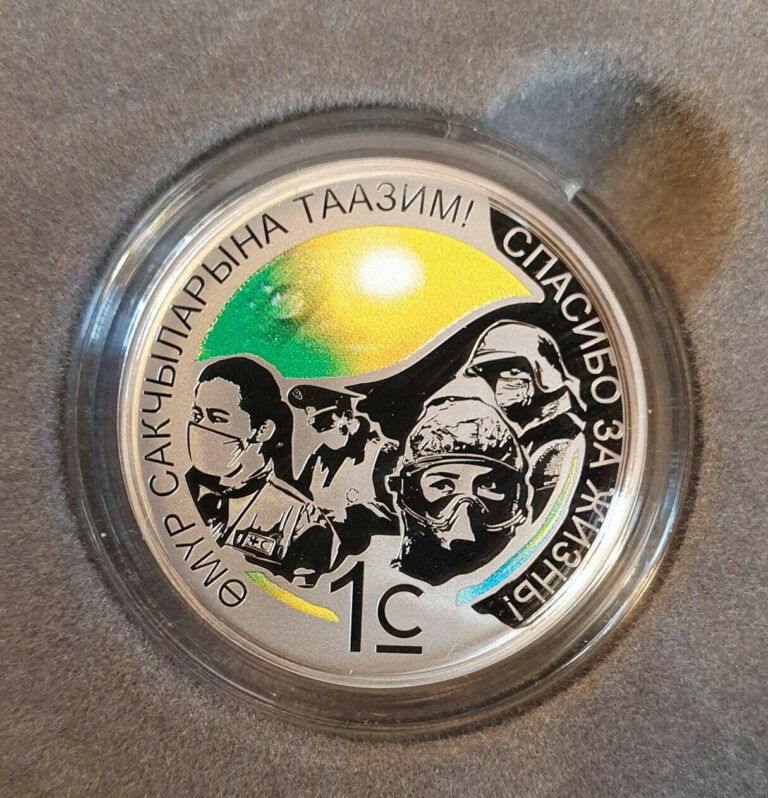 ӨМҮР САКЧЫЛАРЫНА ТААЗИМ!
СПАСИБО ЗА ЖИЗНЬ!
1с